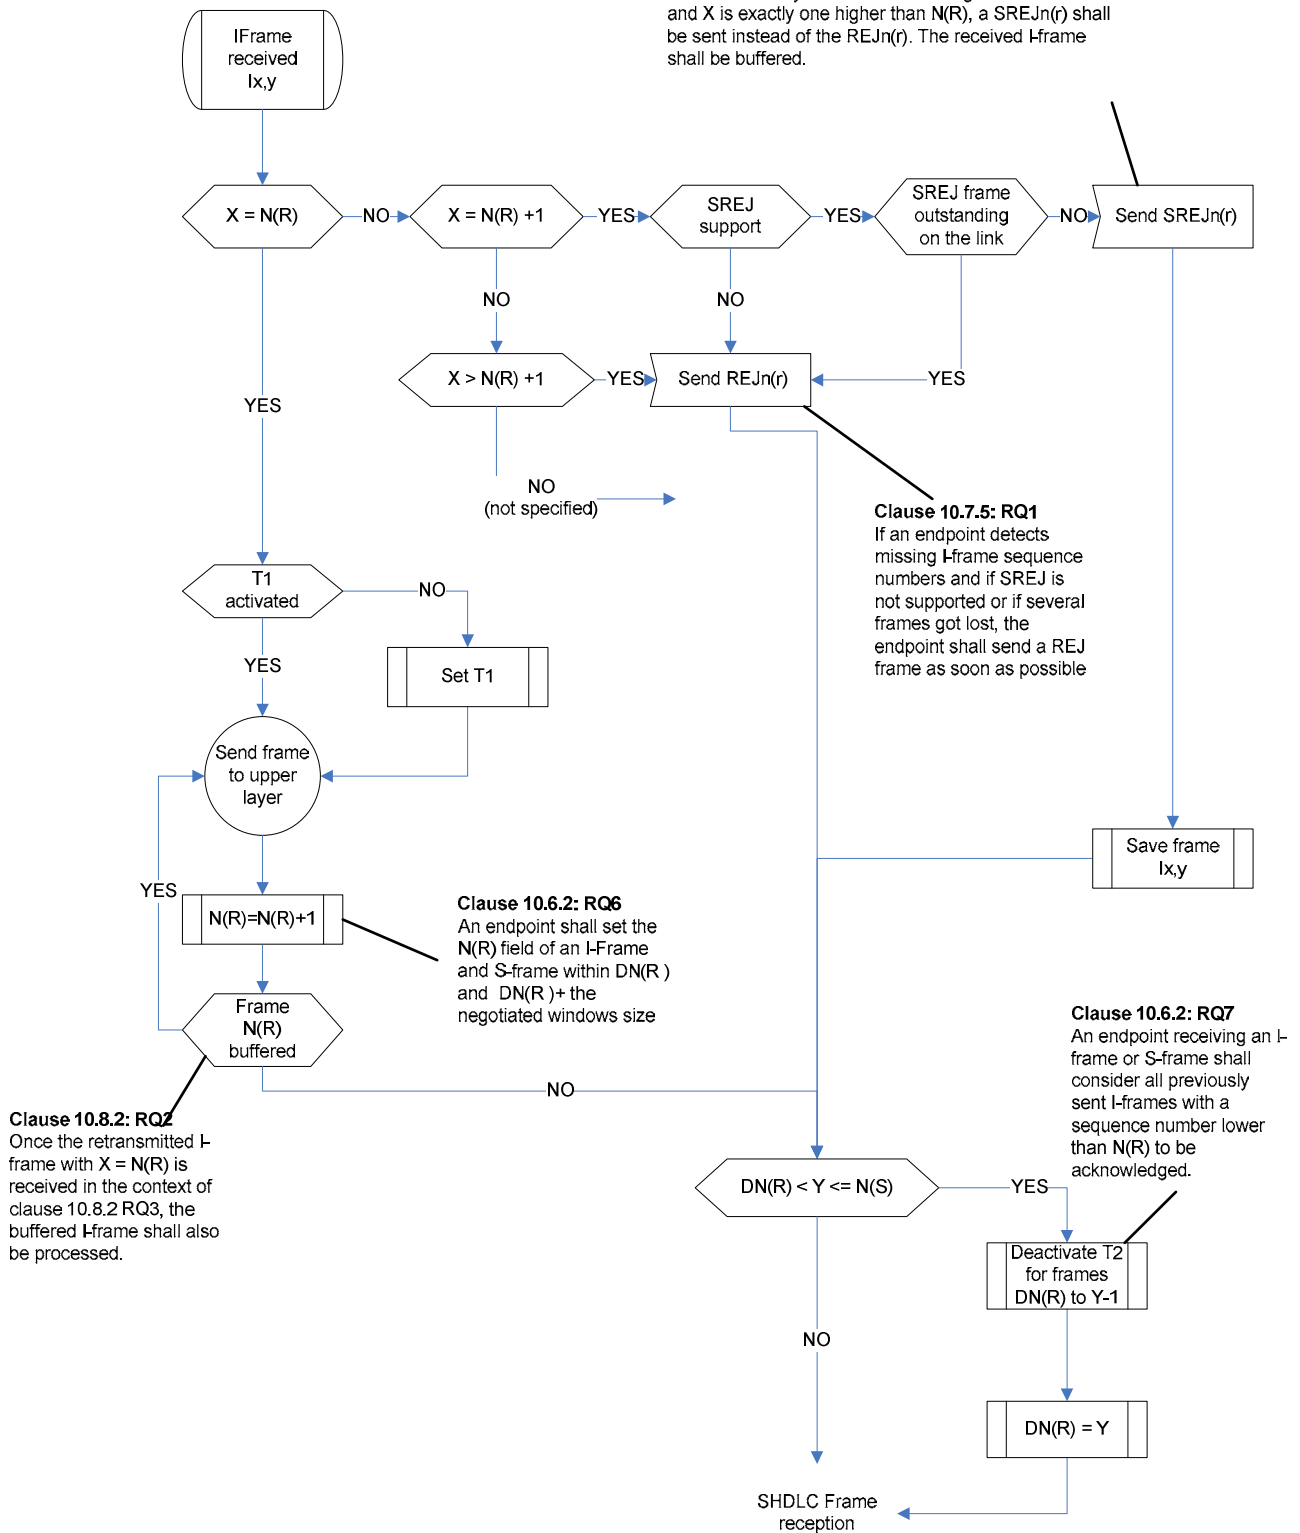 and X is exactly one higher than N(R), a SREJn(r) shall
be sent instead of the REJn(r). The received I-frame
shall be buffered.
IFrame
received
Ix,y
X = N(R)
NO
X = N(R) +1
YES
SREJ
support
YES
SREJ frame
outstanding
on the link
NO
Send SREJn(r)
NO
NO
X > N(R) +1
YES
Send REJn(r)
YES
YES
NO
(not specified)
Clause 10.7.5: RQ1
If an endpoint detects
missing I-frame sequence
numbers and if SREJ is
not supported or if several
frames got lost, the
endpoint shall send a REJ
frame as soon as possible
T1
activated
NO
YES
Set T1
Send frame
to upper
layer
Save frame
Ix,y
YES
N(R)=N(R)+1
Clause 10.6.2: RQ6
An endpoint shall set the
N(R) field of an I-Frame
and S-frame within DN(R )
and DN(R )+ the
negotiated windows size
Frame
N(R)
buffered
NO
Clause 10.6.2: RQ7
An endpoint receiving an I-
frame or S-frame shall
consider all previously
sent I-frames with a
sequence number lower
than N(R) to be
acknowledged.
Clause 10.8.2: RQ2
Once the retransmitted I-
frame with X = N(R) is
received in the context of
clause 10.8.2 RQ3, the
buffered I-frame shall also
be processed.
DN(R) < Y <= N(S)
YES
Deactivate T2
for frames
DN(R) to Y-1
NO
DN(R) = Y
SHDLC Frame
reception